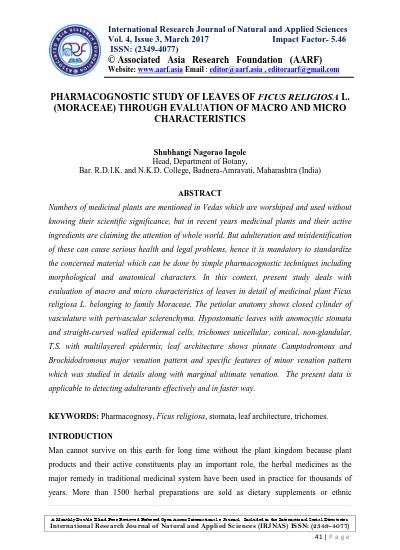 International Research Journal of Natural and Applied Sciences
Vol. 4, Issue 3, March 2017 Impact Factor- 5.46
ISSN: (2349-4077)
© Associated Asia Research Foundation (AARF)
Website: www.aarf.asia Email : editor@aarf.asia , editoraarf@gmail.com
PHARMACOGNOSTIC STUDY OF LEAVES OF FICUS RELIGIOSA L.
(MORACEAE) THROUGH EVALUATION OF MACRO AND MICRO
CHARACTERISTICS
Shubhangi Nagorao Ingole
Head, Department of Botany,
Bar. R.D.I.K. and N.K.D. College, Badnera-Amravati, Maharashtra (India)
ABSTRACT
Numbers of medicinal plants are mentioned in Vedas which are worshiped and used without
knowing their scientific significance, but in recent years medicinal plants and their active
ingredients are claiming the attention of whole world. But adulteration and misidentification
of these can cause serious health and legal problems, hence it is mandatory to standardize
the concerned material which can be done by simple pharmacognostic techniques including
morphological and anatomical characters. In this context, present study deals with
evaluation of macro and micro characteristics of leaves in detail of medicinal plant Ficus
religiosa L. belonging to family Moraceae. The petiolar anatomy shows closed cylinder of
vasculature with perivascular sclerenchyma. Hypostomatic leaves with anomocytic stomata
and straight-curved walled epidermal cells, trichomes unicellular, conical, non-glandular,
T.S. with multilayered epidermis, leaf architecture shows pinnate Camptodromous and
Brochidodromous major venation pattern and specific features of minor venation pattern
which was studied in details along with marginal ultimate venation. The present data is
applicable to detecting adulterants effectively and in faster way.
KEYWORDS: Pharmacognosy, Ficus religiosa, stomata, leaf architecture, trichomes.
INTRODUCTION
Man cannot survive on this earth for long time without the plant kingdom because plant
products and their active constituents play an important role, the herbal medicines as the
major remedy in traditional medicinal system have been used in practice for thousands of
years. More than 1500 herbal preparations are sold as dietary supplements or ethnic
A Monthly Double-Blind Peer Reviewed Refereed Open Access International e-Journal - Included in the International Serial Directories
International Research Journal of Natural and Applied Sciences (IRJNAS) ISSN: (2349-4077)
41 | Page